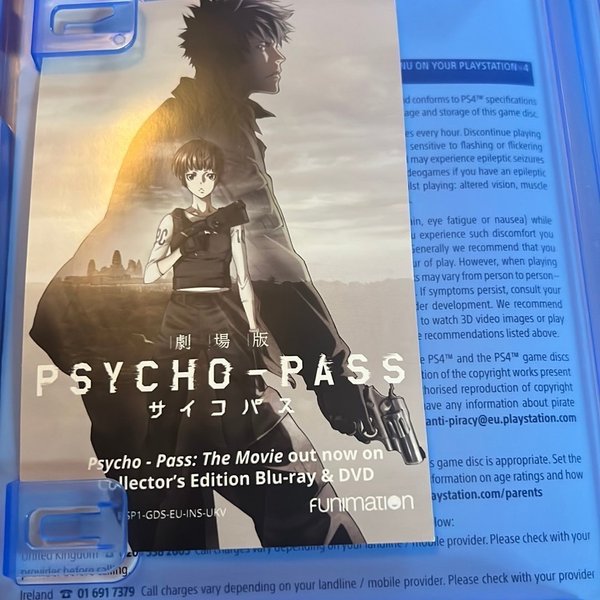 劇場版
PSYCHO-PASS
サイコパス
Psycho - Pass: The Movie out now on
Collector's Edition Blu-ray & DVD
SP1-GDS-EU-INS-UKV
FUNIMATION
NU ON YOUR PLAYSTATION®4
d conforms to PS4™ specifications
age and storage of this game disc.
es every hour. Discontinue playing
sensitive to flashing or flickering
may experience epileptic seizures
deogames if you have an epileptic
lst playing: altered vision, muscle
in, eye fatigue or nausea) while
u experience such discomfort you
Generally we recommend that you
ur of play. However, when playing
s may vary from person to person–
If symptoms persist, consult your
der development. We recommend
to watch 3D video images or play
e recommendations listed above.
e PS4™ and the PS4™ game discs
tion of the copyright works present
horised reproduction of copyright
have any information about pirate
anti-piracy@eu.playstation.com
s game disc is appropriate. Set the
formation on age ratings and how
aystation.com/parents
low:
United Kingdom ☎ Call charges vary depending on your landline / mobile provider. Please check with your
provider before calling
Ireland ☎ 01 691 7379 Call charges vary depending on your landline / mobile provider. Please check with your provider